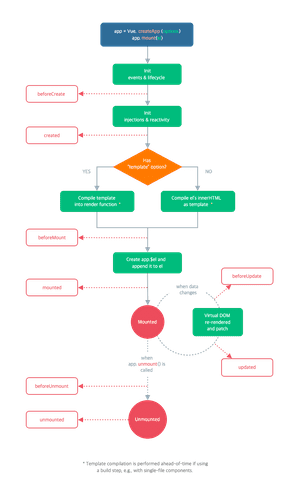 app = Vue.createApp(options)
app.mount(el)
Init
events & lifecycle
beforeCreate
Init
injections & reactivity
created
Has
"template" option?
YES
NO
Compile template
into render function *
Compile el's innerHTML
as template *
beforeMount
Create app.$el and
append it to el
mounted
when data
changes
beforeUpdate
Mounted
Virtual DOM
re-rendered
and patch
updated
when
app.unmount() is
called
beforeUnmount
unmounted
Unmounted
* Template compilation is performed ahead-of-time if using
a build step, e.g., with single-file components.